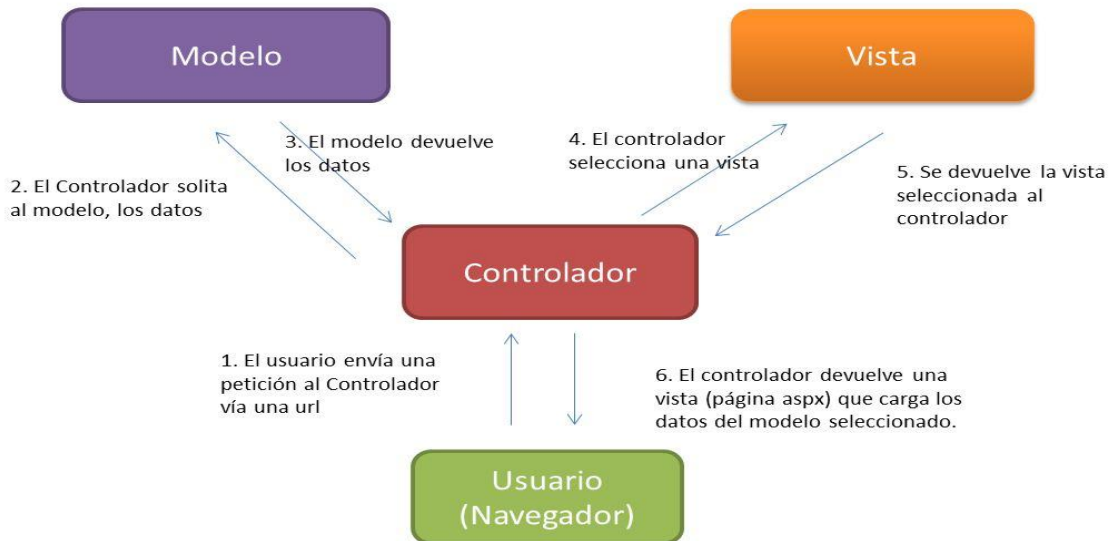 Modelo
Vista
3. El modelo devuelve
los datos
4. El controlador
selecciona una vista
2. El Controlador solita
al modelo, los datos
5. Se devuelve la vista
seleccionada al
controlador
Controlador
1. El usuario envía una
petición al Controlador
vía una url
6. El controlador devuelve una
vista (página aspx) que carga los
datos del modelo seleccionado.
Usuario
(Navegador)